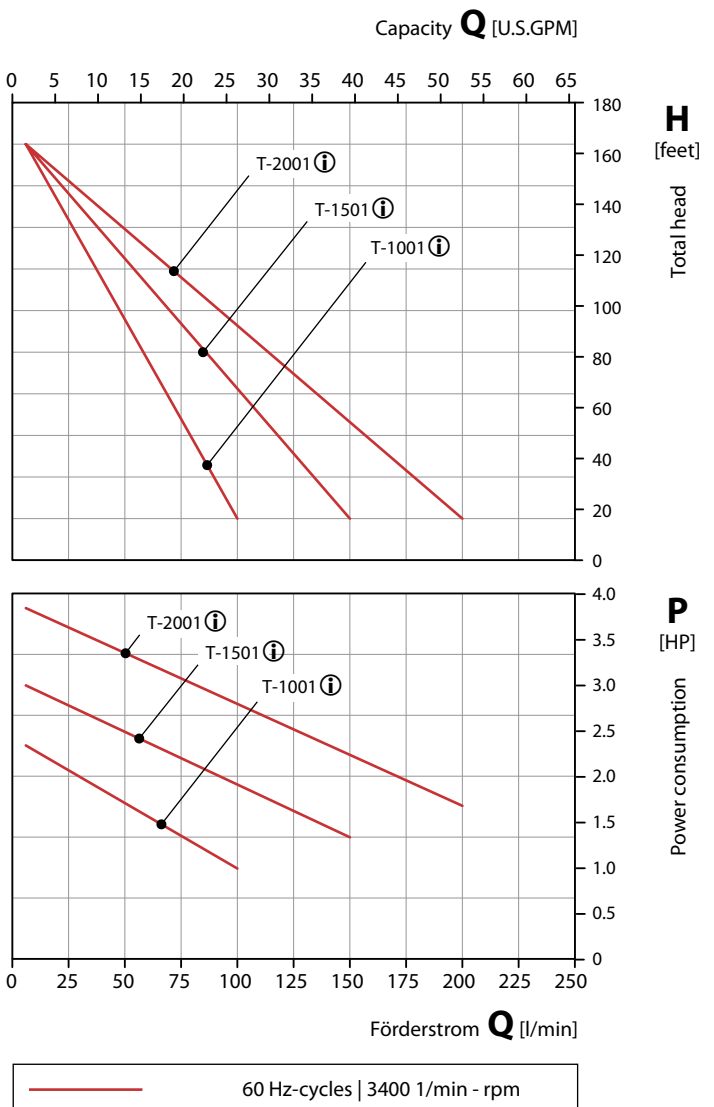 Capacity Q [U.S.GPM]
0 5 10 15 20 22 25 30 35 40 45 50 55 60 65
180
H
[feet]
160
T-2001 i
140
T-1501 i
Total head
T-1001 i
120
100
80
60
40
20
0
4.0
P
[HP]
T-2001 i
3.5
T-1501 i
T-1001 i
3.0
Power consumption
2.5
2.0
1.5
1.0
0.5
0
0 25 50 75 100 125 150 175 200 225 250
Förderstrom Q [l/min]
60 Hz-cycles | 3400 1/min - rpm